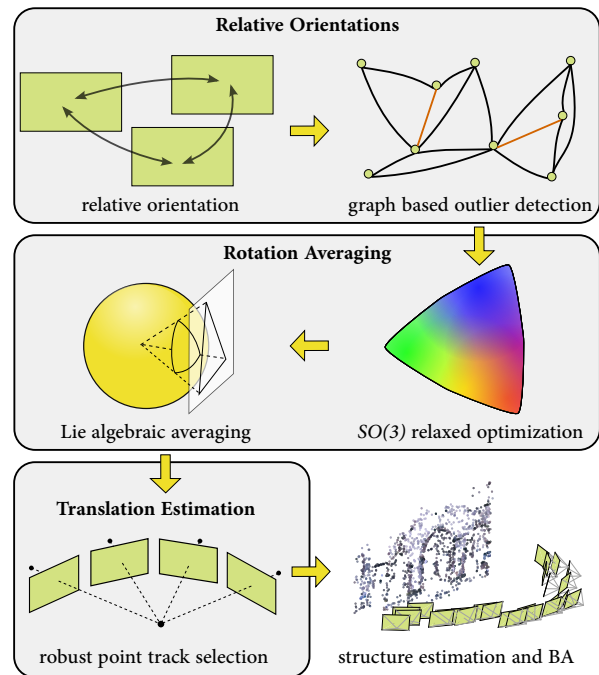 Relative Orientations
relative orientation
graph based outlier detection
Rotation Averaging
Lie algebraic averaging
SO(3) relaxed optimization
Translation Estimation
robust point track selection
structure estimation and BA